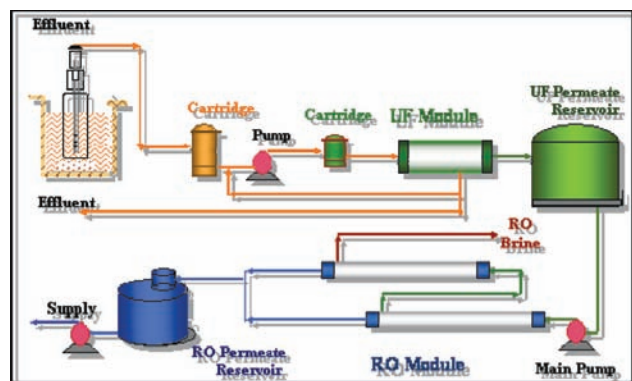 Effluent
Cartridge
Pump
Cartridge
UF Module
UF Permeate
Reservoir
Effluent
RO
Brine
Supply
RO Permeate
Reservoir
RO Module
Main Pump